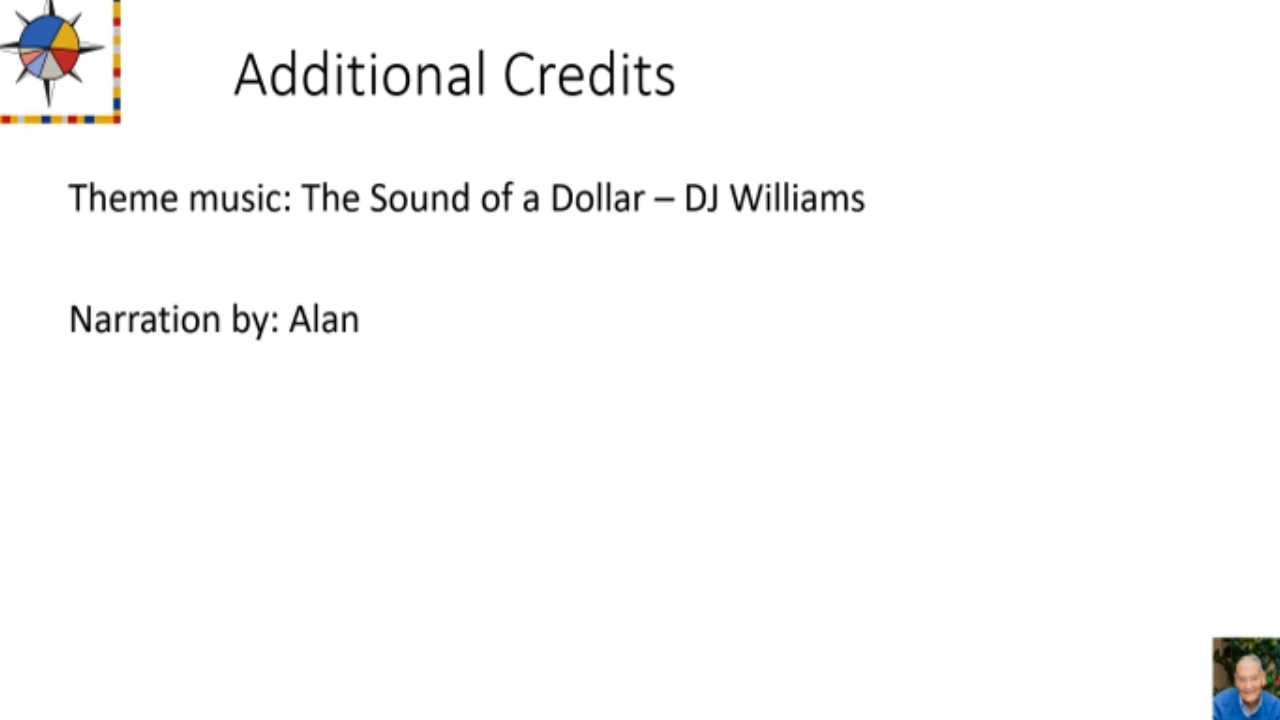 Additional Credits
Theme music: The Sound of a Dollar – DJ Williams
Narration by: Alan